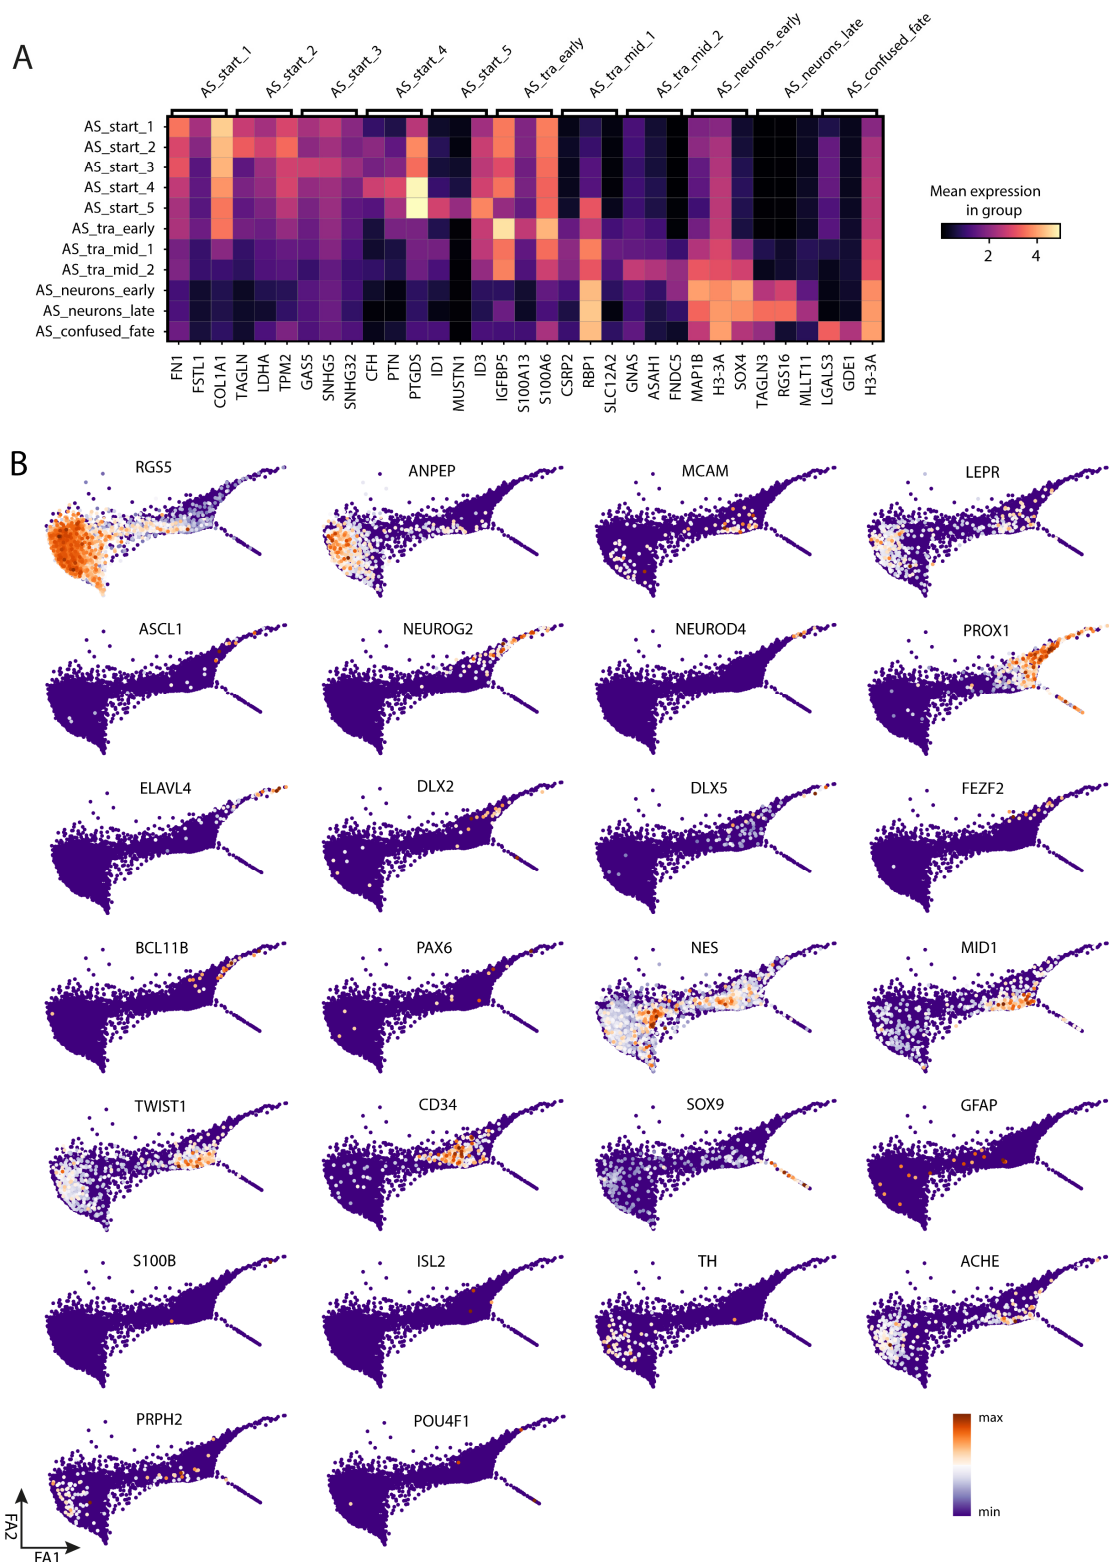 A
AS_start_1
AS_start_2
AS_start_3
AS_start_4
AS_start_5
AS_tra_early
AS_tra_mid_1
AS_tra_mid_2
AS_neurons_early
AS_neurons_late
AS_confused_fate
AS_start_1
AS_start_2
AS_start_3
AS_start_4
AS_start_5
AS_tra_early
AS_tra_mid_1
AS_tra_mid_2
AS_neurons_early
AS_neurons_late
AS_confused_fate
Mean expression
in group
2 4
FN1
FSTL1
COL1A1
TAGLN
LDHA
TPM2
GAS5
SNHG5
SNHG32
CFH
PTN
PTGDS
ID1
MUSTN1
ID3
IGFBP5
S100A13
S100A6
CSRP2
RBP1
SLC12A2
GNAS
ASAH1
FNDC5
MAP1B
H3-3A
SOX4
TAGLN3
RGS16
MLLT11
LGALS3
GDE1
H3-3A
B
RGS5 ANPEP MCAM LEPR
ASCL1 NEUROG2 NEUROD4 PROX1
ELAVL4 DLX2 DLX5 FEZF2
BCL11B PAX6 NES MID1
TWIST1 CD34 SOX9 GFAP
S100B ISL2 TH ACHE
PRPH2 POU4F1
max
min
FA2
FA1